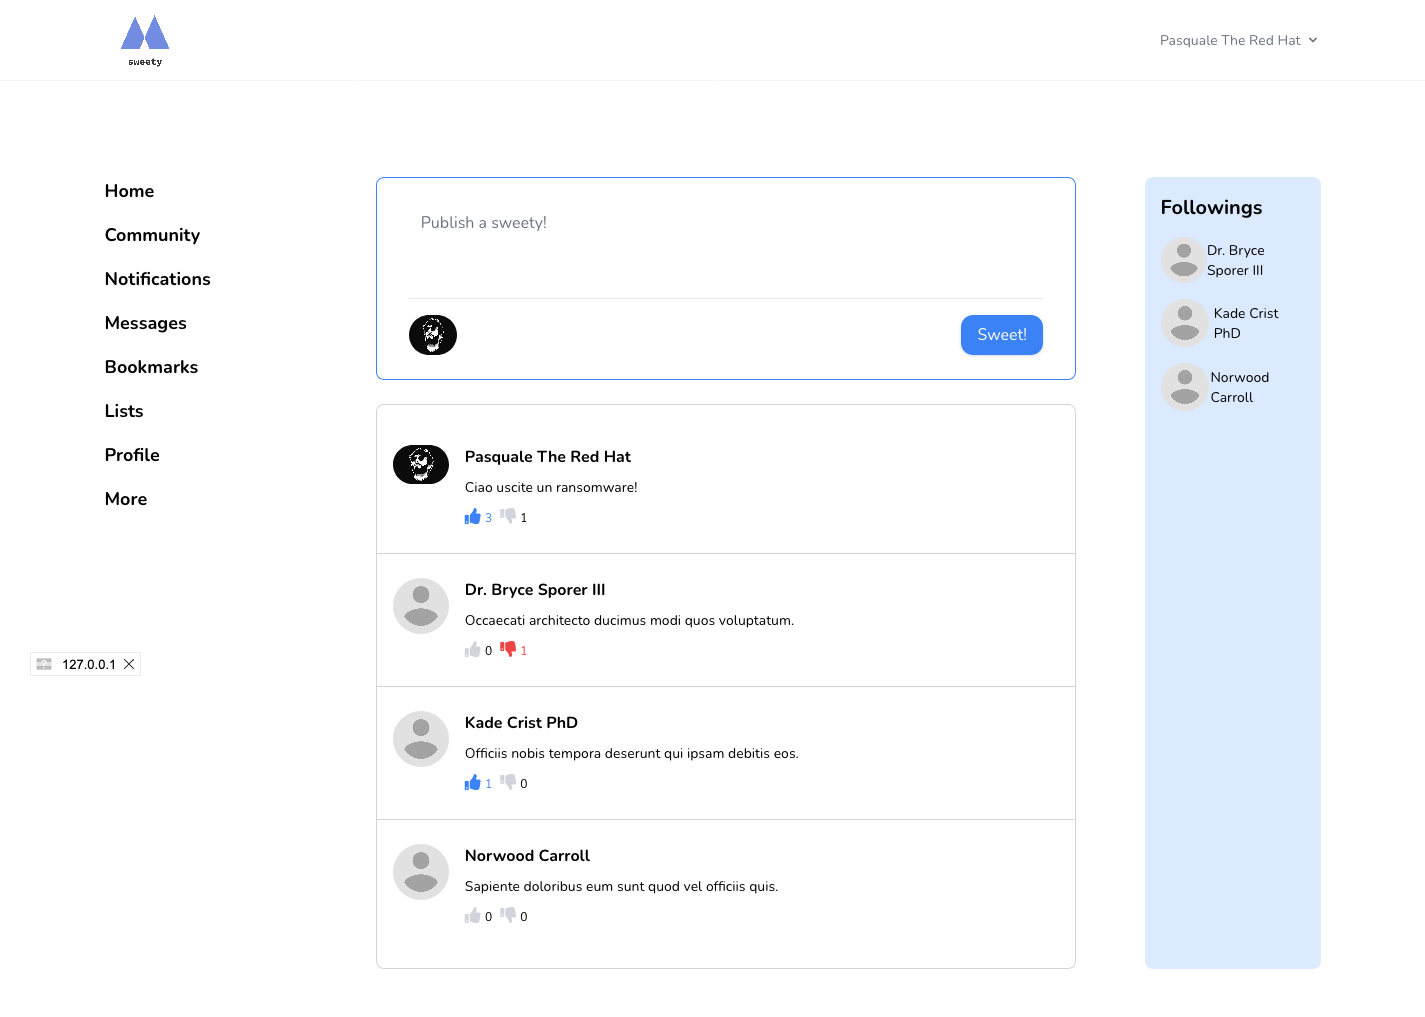 sweety
Pasquale The Red Hat
Home
Community
Notifications
Messages
Bookmarks
Lists
Profile
More
127.0.0.1
Publish a sweety!
Sweet!
Pasquale The Red Hat
Ciao uscite un ransomware!
3 1
Dr. Bryce Sporer III
Occaecati architecto ducimus modi quos voluptatum.
0 1
Kade Crist PhD
Officiis nobis tempora deserunt qui ipsam debitis eos.
1 0
Norwood Carroll
Sapiente doloribus eum sunt quod vel officiis quis.
0 0
Followings
Dr. Bryce
Sporer III
Kade Crist
PhD
Norwood
Carroll